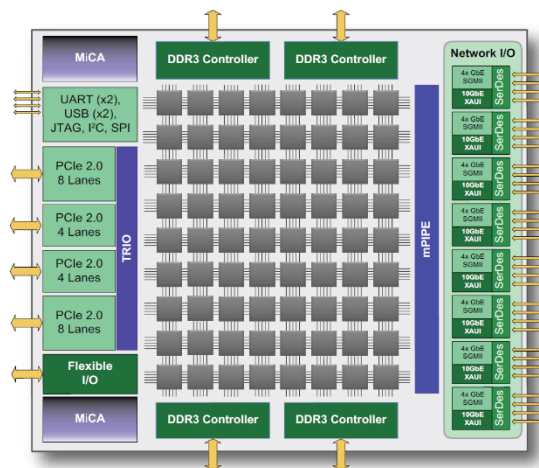 MiCA
DDR3 Controller
DDR3 Controller
Network I/O
UART (x2),
USB (x2),
JTAG, I²C, SPI
PCIe 2.0
8 Lanes
PCIe 2.0
4 Lanes
PCIe 2.0
4 Lanes
PCIe 2.0
8 Lanes
TRIO
Flexible
I/O
MiCA
DDR3 Controller
DDR3 Controller
mPIPE
4x GbE
SGMII
10GbE
XAUI
SerDes
4x GbE
SGMII
10GbE
XAUI
SerDes
4x GbE
SGMII
10GbE
XAUI
SerDes
4x GbE
SGMII
10GbE
XAUI
SerDes
4x GbE
SGMII
10GbE
XAUI
SerDes
4x GbE
SGMII
10GbE
XAUI
SerDes
4x GbE
SGMII
10GbE
XAUI
SerDes
4x GbE
SGMII
10GbE
XAUI
SerDes